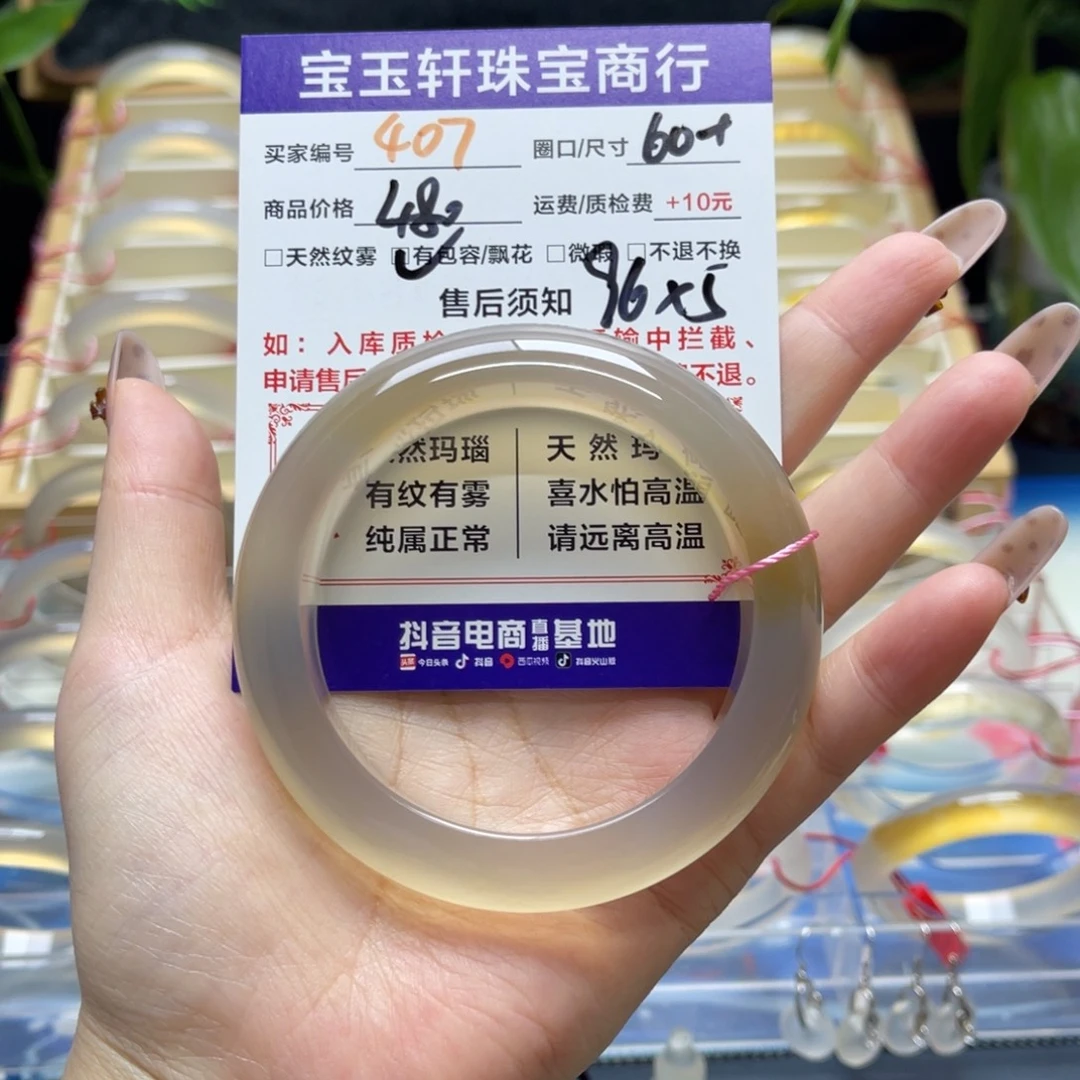 宝玉轩珠宝商行
买家编号 407 圈口/尺寸 60+
商品价格 48 运费/质检费 +10元
□天然纹雾 □有包容/飘花 □微瑕 □不退不换
售后须知 96x5
如：入库质检 输中拦截、
申请售后 不退。
然玛瑙 天然玛
有纹有雾 喜水怕高温
纯属正常 请远离高温
抖音电商直播基地
头条 今日头条 抖音 西瓜视频 抖音火山版